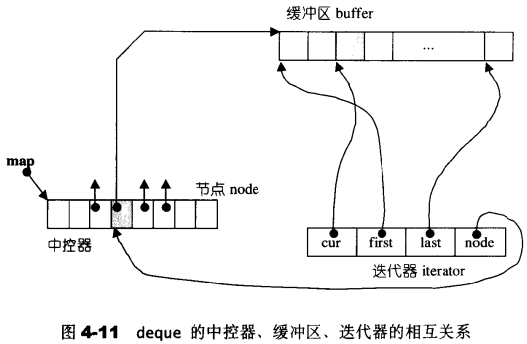 缓冲区 buffer
...
map
节点 node
中控器
cur first last node
迭代器 iterator
图 4-11 deque 的中控器、缓冲区、迭代器的相互关系